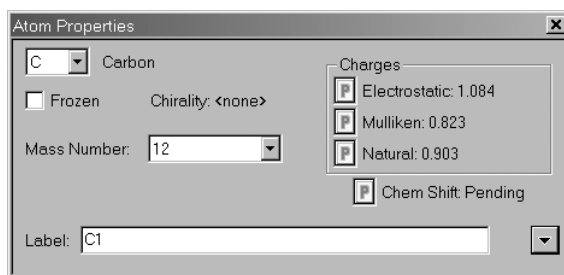 Atom Properties
C Carbon
Frozen Chirality: <none>
Mass Number: 12
Charges
P Electrostatic: 1.084
P Mulliken: 0.823
P Natural: 0.903
P Chem Shift: Pending
Label: C1